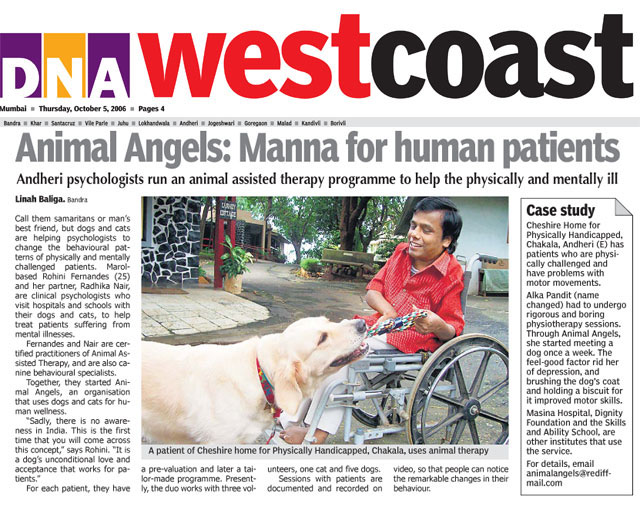 DNA westcoast
Mumbai ■ Thursday, October 5, 2006 ■ Pages 4
Bandra ■ Khar ■ Santacruz ■ Vile Parle ■ Juhu ■ Lokhandwala ■ Andheri ■ Jogeshwari ■ Goregaon ■ Malad ■ Kandivli ■ Borivli
Animal Angels: Manna for human patients
Andheri psychologists run an animal assisted therapy programme to help the physically and mentally ill
Linah Baliga. Bandra
Call them samaritans or man's
best friend, but dogs and cats
are helping psychologists to
change the behavioural pat-
terns of physically and mentally
challenged patients. Marol-
based Rohini Fernandes (25)
and her partner, Radhika Nair,
are clinical psychologists who
visit hospitals and schools with
their dogs and cats, to help
treat patients suffering from
mental illnesses.
Fernandes and Nair are cer-
tified practitioners of Animal As-
sisted Therapy, and are also ca-
nine behavioural specialists.
Together, they started Ani-
mal Angels, an organisation
that uses dogs and cats for hu-
man wellness.
"Sadly, there is no aware-
ness in India. This is the first
time that you will come across
this concept," says Rohini. "It is
a dog's unconditional love and
acceptance that works for pa-
tients."
For each patient, they have
A patient of Cheshire home for Physically Handicapped, Chakala, uses animal therapy
a pre-valuation and later a tai-
lor-made programme. Present-
ly, the duo works with three vol-
unteers, one cat and five dogs.
Sessions with patients are
documented and recorded on
video, so that people can notice
the remarkable changes in their
behaviour.
Case study
Cheshire Home for
Physically Handicapped,
Chakala, Andheri (E) has
patients who are physi-
cally challenged and
have problems with
motor movements.
Alka Pandit (name
changed) had to undergo
rigorous and boring
physiotherapy sessions.
Through Animal Angels,
she started meeting a
dog once a week. The
feel-good factor rid her
of depression, and
brushing the dog's coat
and holding a biscuit for
it improved motor skills.
Masina Hospital, Dignity
Foundation and the Skills
and Ability School, are
other institutes that use
the service.
For details, email
animalangels@rediff-
mail.com